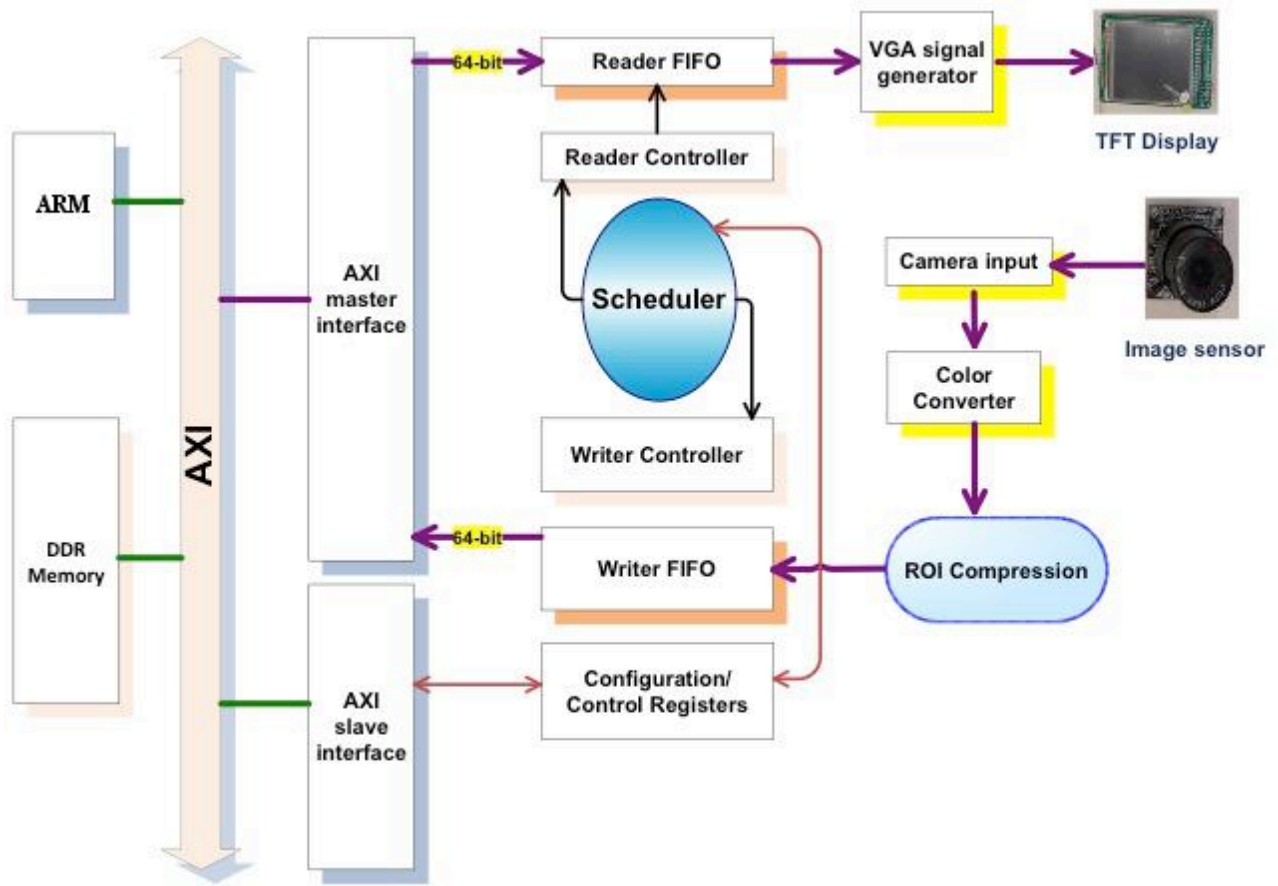 64-bit
Reader FIFO
VGA signal
generator
TFT Display
Reader Controller
ARM
Scheduler
Camera input
Image sensor
AXI
master
interface
Color
Converter
AXI
Writer Controller
64-bit
DDR
Memory
Writer FIFO
ROI Compression
AXI
slave
interface
Configuration/
Control Registers